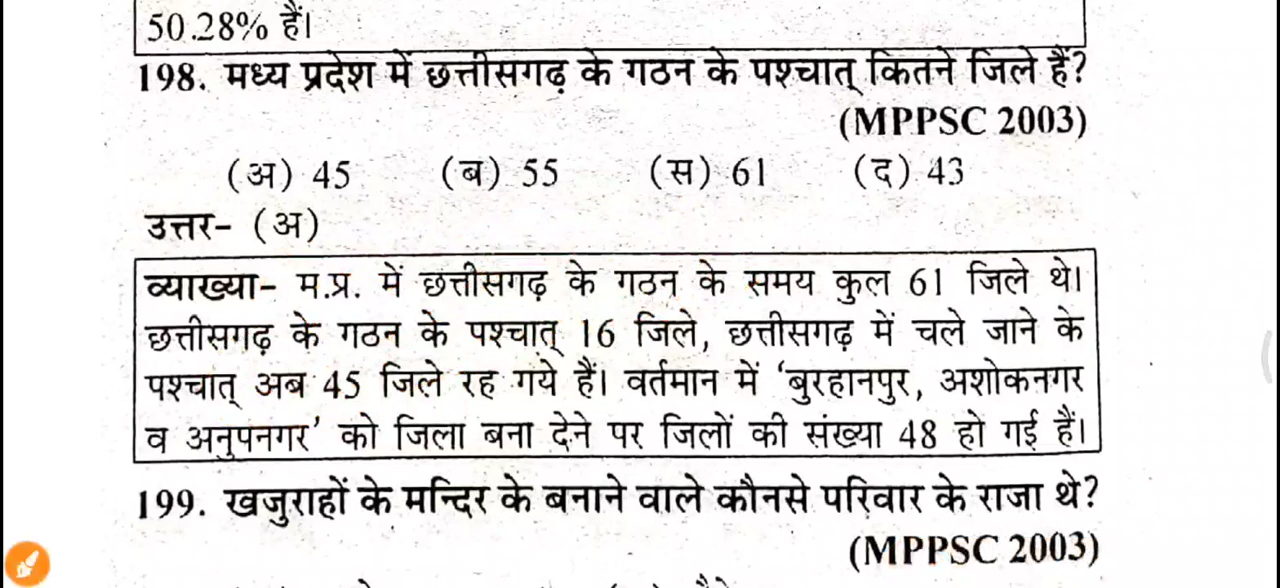 50.28% हैं।
198. मध्य प्रदेश में छत्तीसगढ़ के गठन के पश्चात् कितने जिले हैं?
(MPPSC 2003)
(अ) 45 (ब) 55 (स) 61 (द) 43
उत्तर- (अ)
व्याख्या- म.प्र. में छत्तीसगढ़ के गठन के समय कुल 61 जिले थे।
छत्तीसगढ़ के गठन के पश्चात् 16 जिले, छत्तीसगढ़ में चले जाने के
पश्चात् अब 45 जिले रह गये हैं। वर्तमान में 'बुरहानपुर, अशोकनगर
व अनुपनगर' को जिला बना देने पर जिलों की संख्या 48 हो गई हैं।
199. खजुराहों के मन्दिर के बनाने वाले कौनसे परिवार के राजा थे?
(MPPSC 2003)